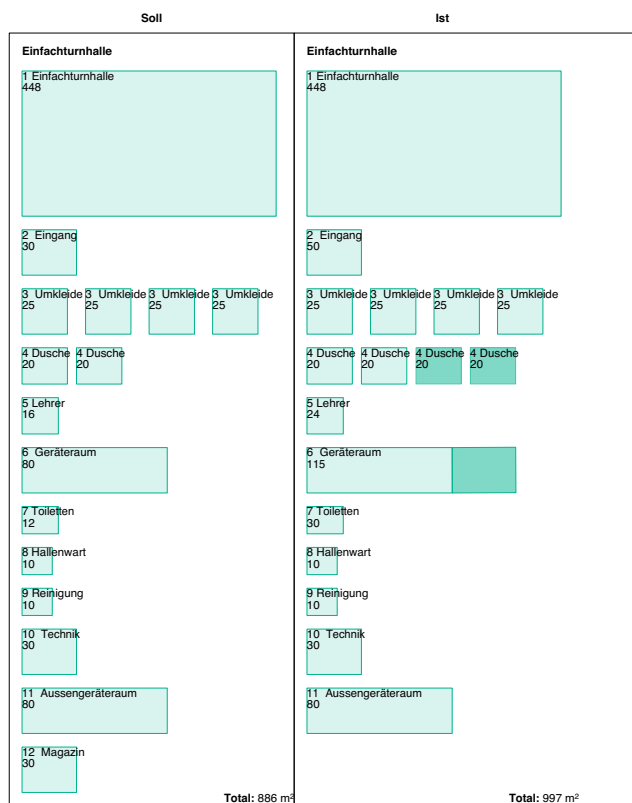 Soll
Einfachturnhalle
1 Einfachturnhalle
448
2 Eingang
30
3 Umkleide 3 Umkleide 3 Umkleide 3 Umkleide
25 25 25 25
4 Dusche 4 Dusche
20 20
5 Lehrer
16
6 Geräteraum
80
7 Toiletten
12
8 Hallenwart
10
9 Reinigung
10
10 Technik
30
11 Aussengeräteraum
80
12 Magazin
30
Total: 886 m²
Ist
Einfachturnhalle
1 Einfachturnhalle
448
2 Eingang
50
3 Umkleide 3 Umkleide 3 Umkleide 3 Umkleide
25 25 25 25
4 Dusche 4 Dusche 4 Dusche 4 Dusche
20 20 20 20
5 Lehrer
24
6 Geräteraum
115
7 Toiletten
30
8 Hallenwart
10
9 Reinigung
10
10 Technik
30
11 Aussengeräteraum
80
Total: 997 m²